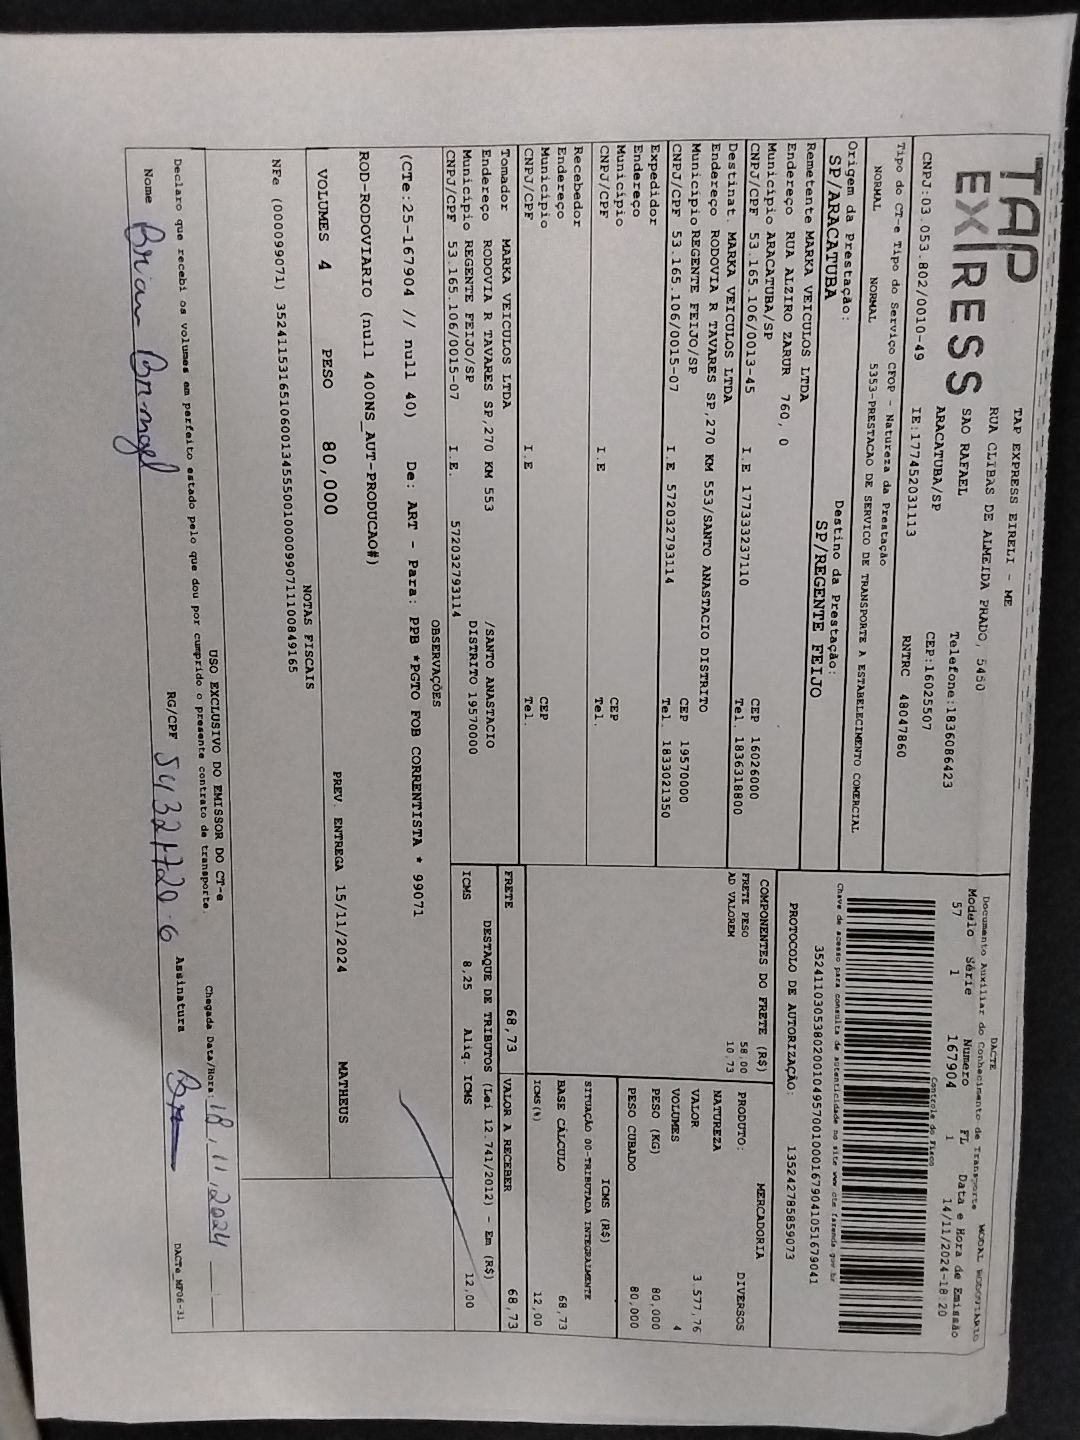 TAP
EXPRESS
TAP EXPRESS EIRELI - ME
RUA CLIBAS DE ALMEIDA PRADO, 5450
SAO RAFAEL
Telefone:1836086423
ARACATUBA/SP
CEP:16025507
CNPJ:03.053.802/0010-49
IE:177452031113
RNTRC 48047860
Tipo do CT-e Tipo do Serviço CFOP - Natureza da Prestação
NORMAL NORMAL 5353-PRESTACAO DE SERVICO DE TRANSPORTE A ESTABELECIMENTO COMERCIAL
Origem da Prestação: Destino da Prestação:
SP/ARACATUBA SP/REGENTE FEIJO
Remetente MARKA VEICULOS LTDA
Endereço RUA ALZIRO ZARUR 760, 0
Município ARACATUBA/SP CEP 16026000
CNPJ/CPF 53.165.106/0013-45 I.E 177333237110 Tel. 1836318800
Destinat. MARKA VEICULOS LTDA
Endereço RODOVIA R TAVARES SP,270 KM 553/SANTO ANASTACIO DISTRITO
Município REGENTE FEIJO/SP CEP 19570000
CNPJ/CPF 53.165.106/0015-07 I.E 572032793114 Tel. 1833021350
Expedidor
Endereço
Município CEP
CNPJ/CPF I.E Tel.
Recebedor
Endereço
Município CEP
CNPJ/CPF I.E Tel.
Tomador MARKA VEICULOS LTDA
Endereço RODOVIA R TAVARES SP,270 KM 553 /SANTO ANASTACIO
Município REGENTE FEIJO/SP DISTRITO 19570000
CNPJ/CPF 53.165.106/0015-07 I.E. 572032793114
DACTE
Documento Auxiliar do Conhecimento de Transporte MODAL RODOVIARIO
Modelo Série Numero FL Data e Hora de Emissão
57 1 167904 1 14/11/2024-18:20
Controle do Fisco
Chave de acesso para consulta de autenticidade no site www.cte.fazenda.gov.br
35241103053802001049570010001679041051679041
PROTOCOLO DE AUTORIZAÇÃO: 135242785859073
COMPONENTES DO FRETE (R$)
FRETE PESO 58,00
AD VALOREM 10,73
MERCADORIA
PRODUTO: DIVERSOS
NATUREZA
VALOR 3.577,76
VOLUMES 4
PESO (KG) 80,000
PESO CUBADO 80,000
ICMS (R$)
SITUAÇÃO 00-TRIBUTADA INTEGRALMENTE
BASE CÁLCULO 68,73
ICMS(%) 12,00
FRETE 68,73 VALOR A RECEBER 68,73
DESTAQUE DE TRIBUTOS (Lei 12.741/2012) - Em (R$)
ICMS 8,25 Aliq. ICMS 12,00
OBSERVAÇÕES
(CTe:25-167904 // null 40) De: ART - Para: PPB *PGTO FOB CORRENTISTA * 99071
ROD-RODOVIARIO (null 400NS_AUT-PRODUCAO#)
VOLUMES 4 PESO 80,000 PREV. ENTREGA 15/11/2024 MATHEUS
NOTAS FISCAIS
NFe (000099071) 35241153165106001345550010000990711100849165
USO EXCLUSIVO DO EMISSOR DO CT-e
Declaro que recebi os volumes em perfeito estado pelo que dou por cumprido o presente contrato de transporte. Chegada Data/Hora: 18.11.2024
Nome Brian RG/CPF 54321720.6 Assinatura
DACTe_MP06-31